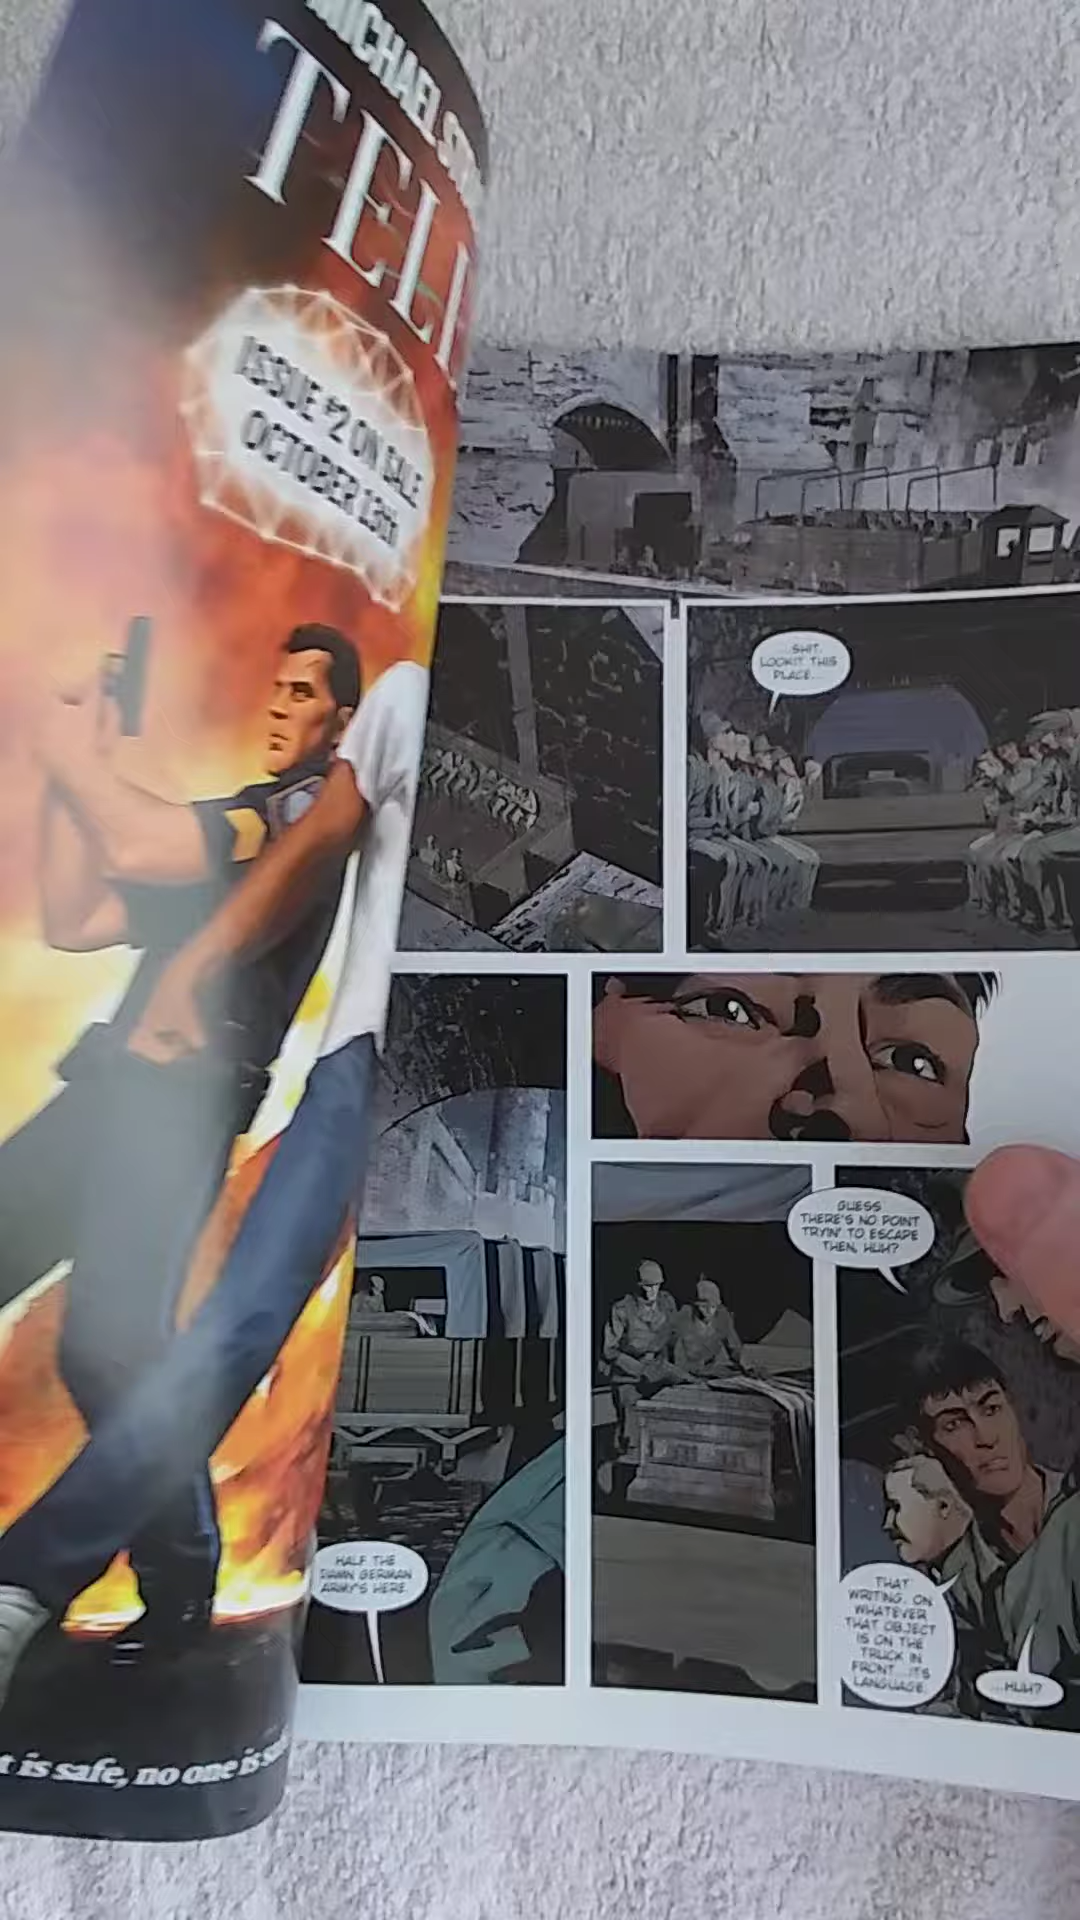 MICHAEL
TELL
ISSUE #2 ON SALE
OCTOBER 13TH
is safe, no one is
...SHIT.
LOOKIT THIS
PLACE...
HALF THE
DAMN GERMAN
ARMY'S HERE.
GUESS
THERE'S NO POINT
TRYIN' TO ESCAPE
THEN, HUH?
THAT
WRITING. ON
WHATEVER
THAT OBJECT
IS ON THE
TRUCK IN
FRONT...ITS
LANGUAGE.
...HUH?